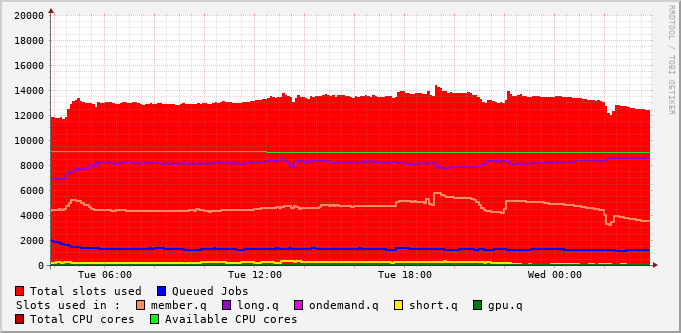 20000
18000
16000
14000
12000
10000
8000
6000
4000
2000
0
Tue 06:00 Tue 12:00 Tue 18:00 Wed 00:00
RRDTOOL / TOBI OETIKER
Total slots used Queued Jobs
Slots used in : member.q long.q ondemand.q short.q gpu.q
Total CPU cores Available CPU cores